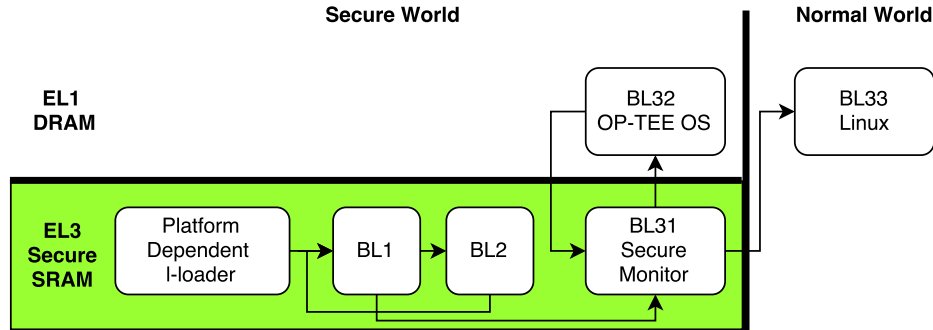 Secure World
Normal World
EL1
DRAM
BL32
OP-TEE OS
BL33
Linux
EL3
Secure
SRAM
Platform
Dependent
l-loader
BL1
BL2
BL31
Secure
Monitor